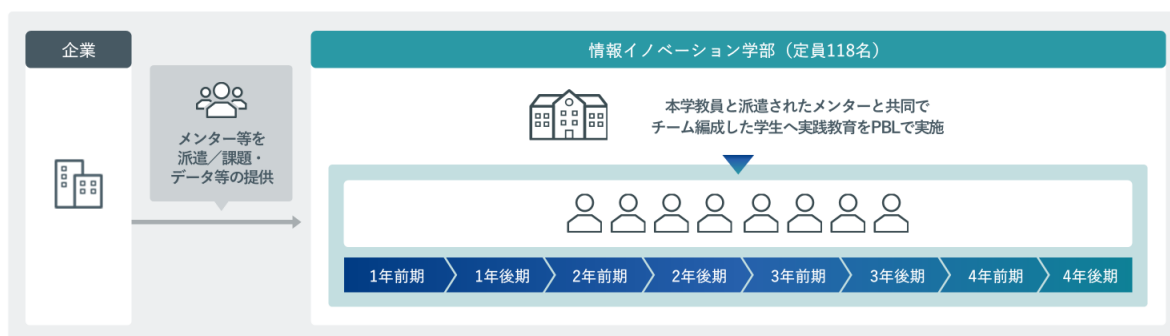 企業
メンター等を
派遣／課題・
データ等の提供
情報イノベーション学部（定員118名）
本学教員と派遣されたメンターと共同で
チーム編成した学生へ実践教育をPBLで実施
1年前期
1年後期
2年前期
2年後期
3年前期
3年後期
4年前期
4年後期